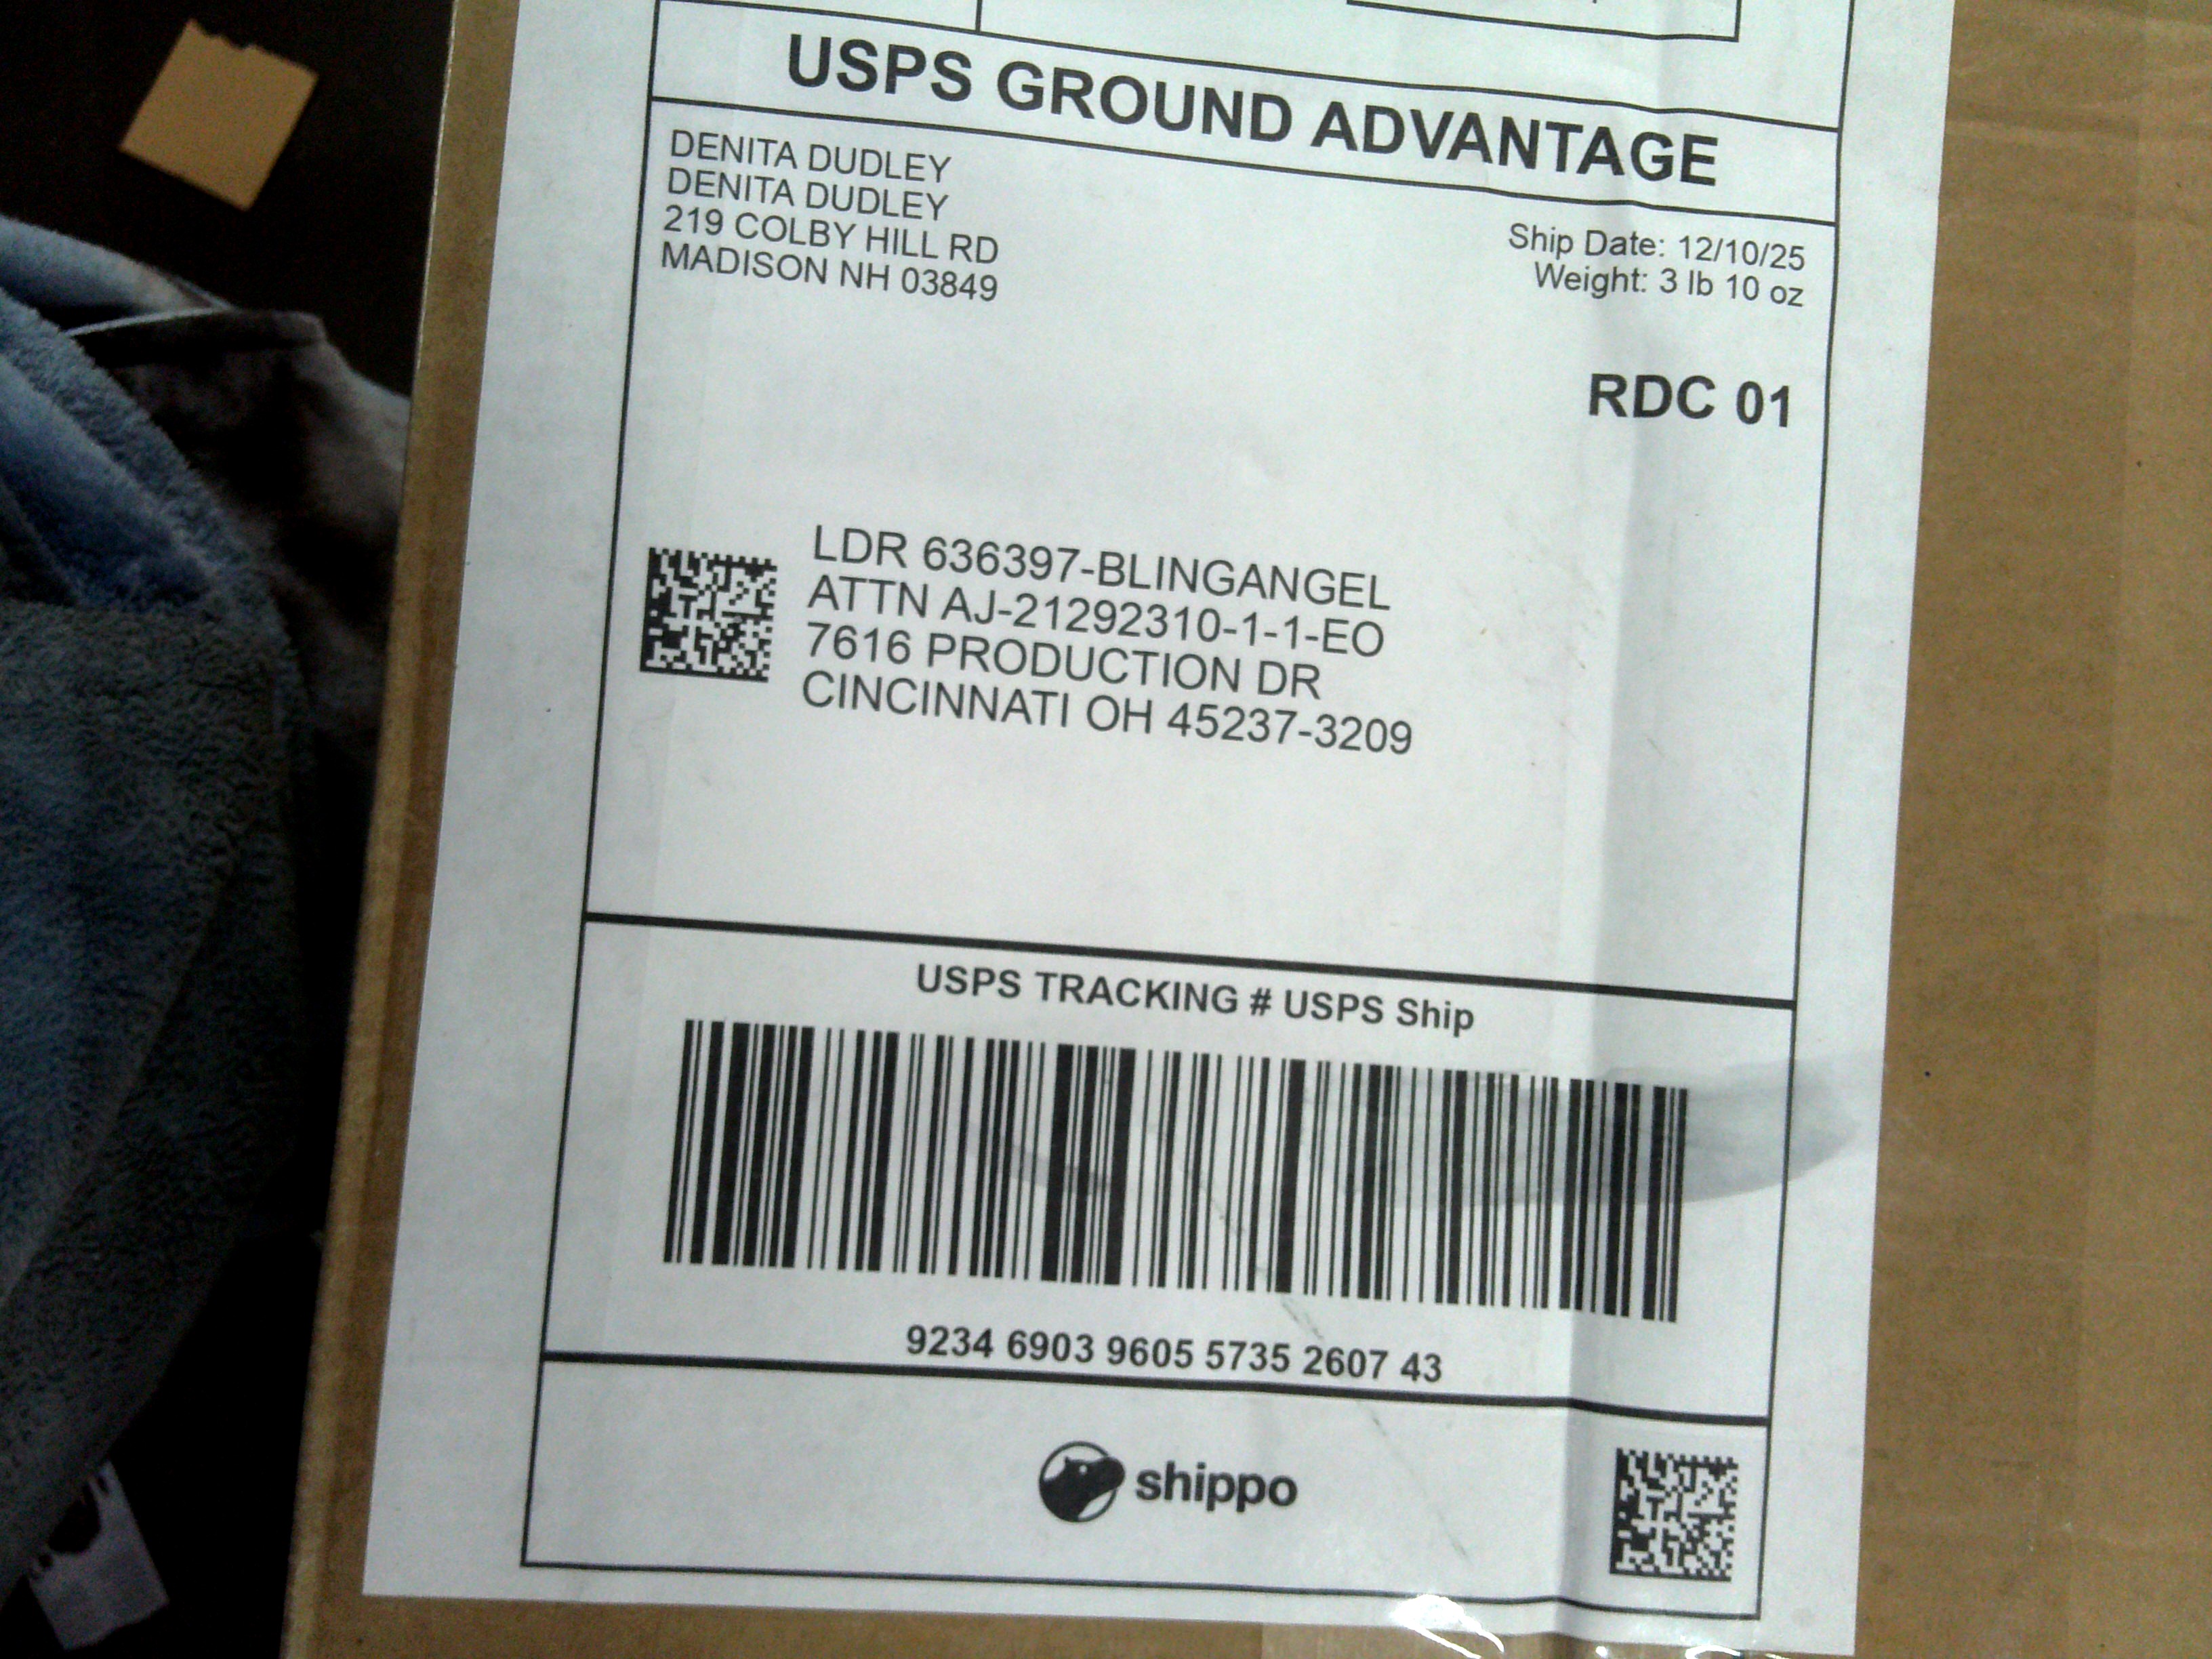 USPS GROUND ADVANTAGE
DENITA DUDLEY
DENITA DUDLEY
219 COLBY HILL RD
MADISON NH 03849
Ship Date: 12/10/25
Weight: 3 lb 10 oz
RDC 01
LDR 636397-BLINGANGEL
ATTN AJ-21292310-1-1-EO
7616 PRODUCTION DR
CINCINNATI OH 45237-3209
USPS TRACKING # USPS Ship
9234 6903 9605 5735 2607 43
shippo